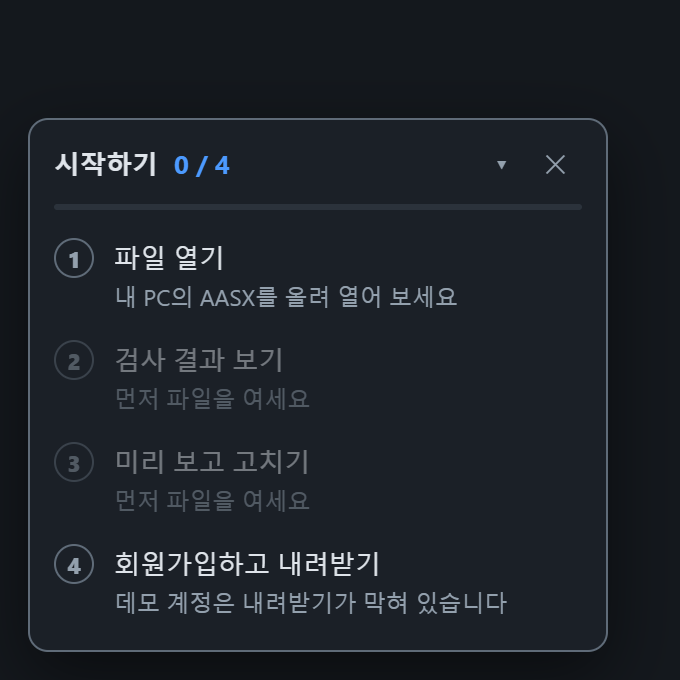 시작하기 0 / 4
1 파일 열기
내 PC의 AASX를 올려 열어 보세요
2 검사 결과 보기
먼저 파일을 여세요
3 미리 보고 고치기
먼저 파일을 여세요
4 회원가입하고 내려받기
데모 계정은 내려받기가 막혀 있습니다